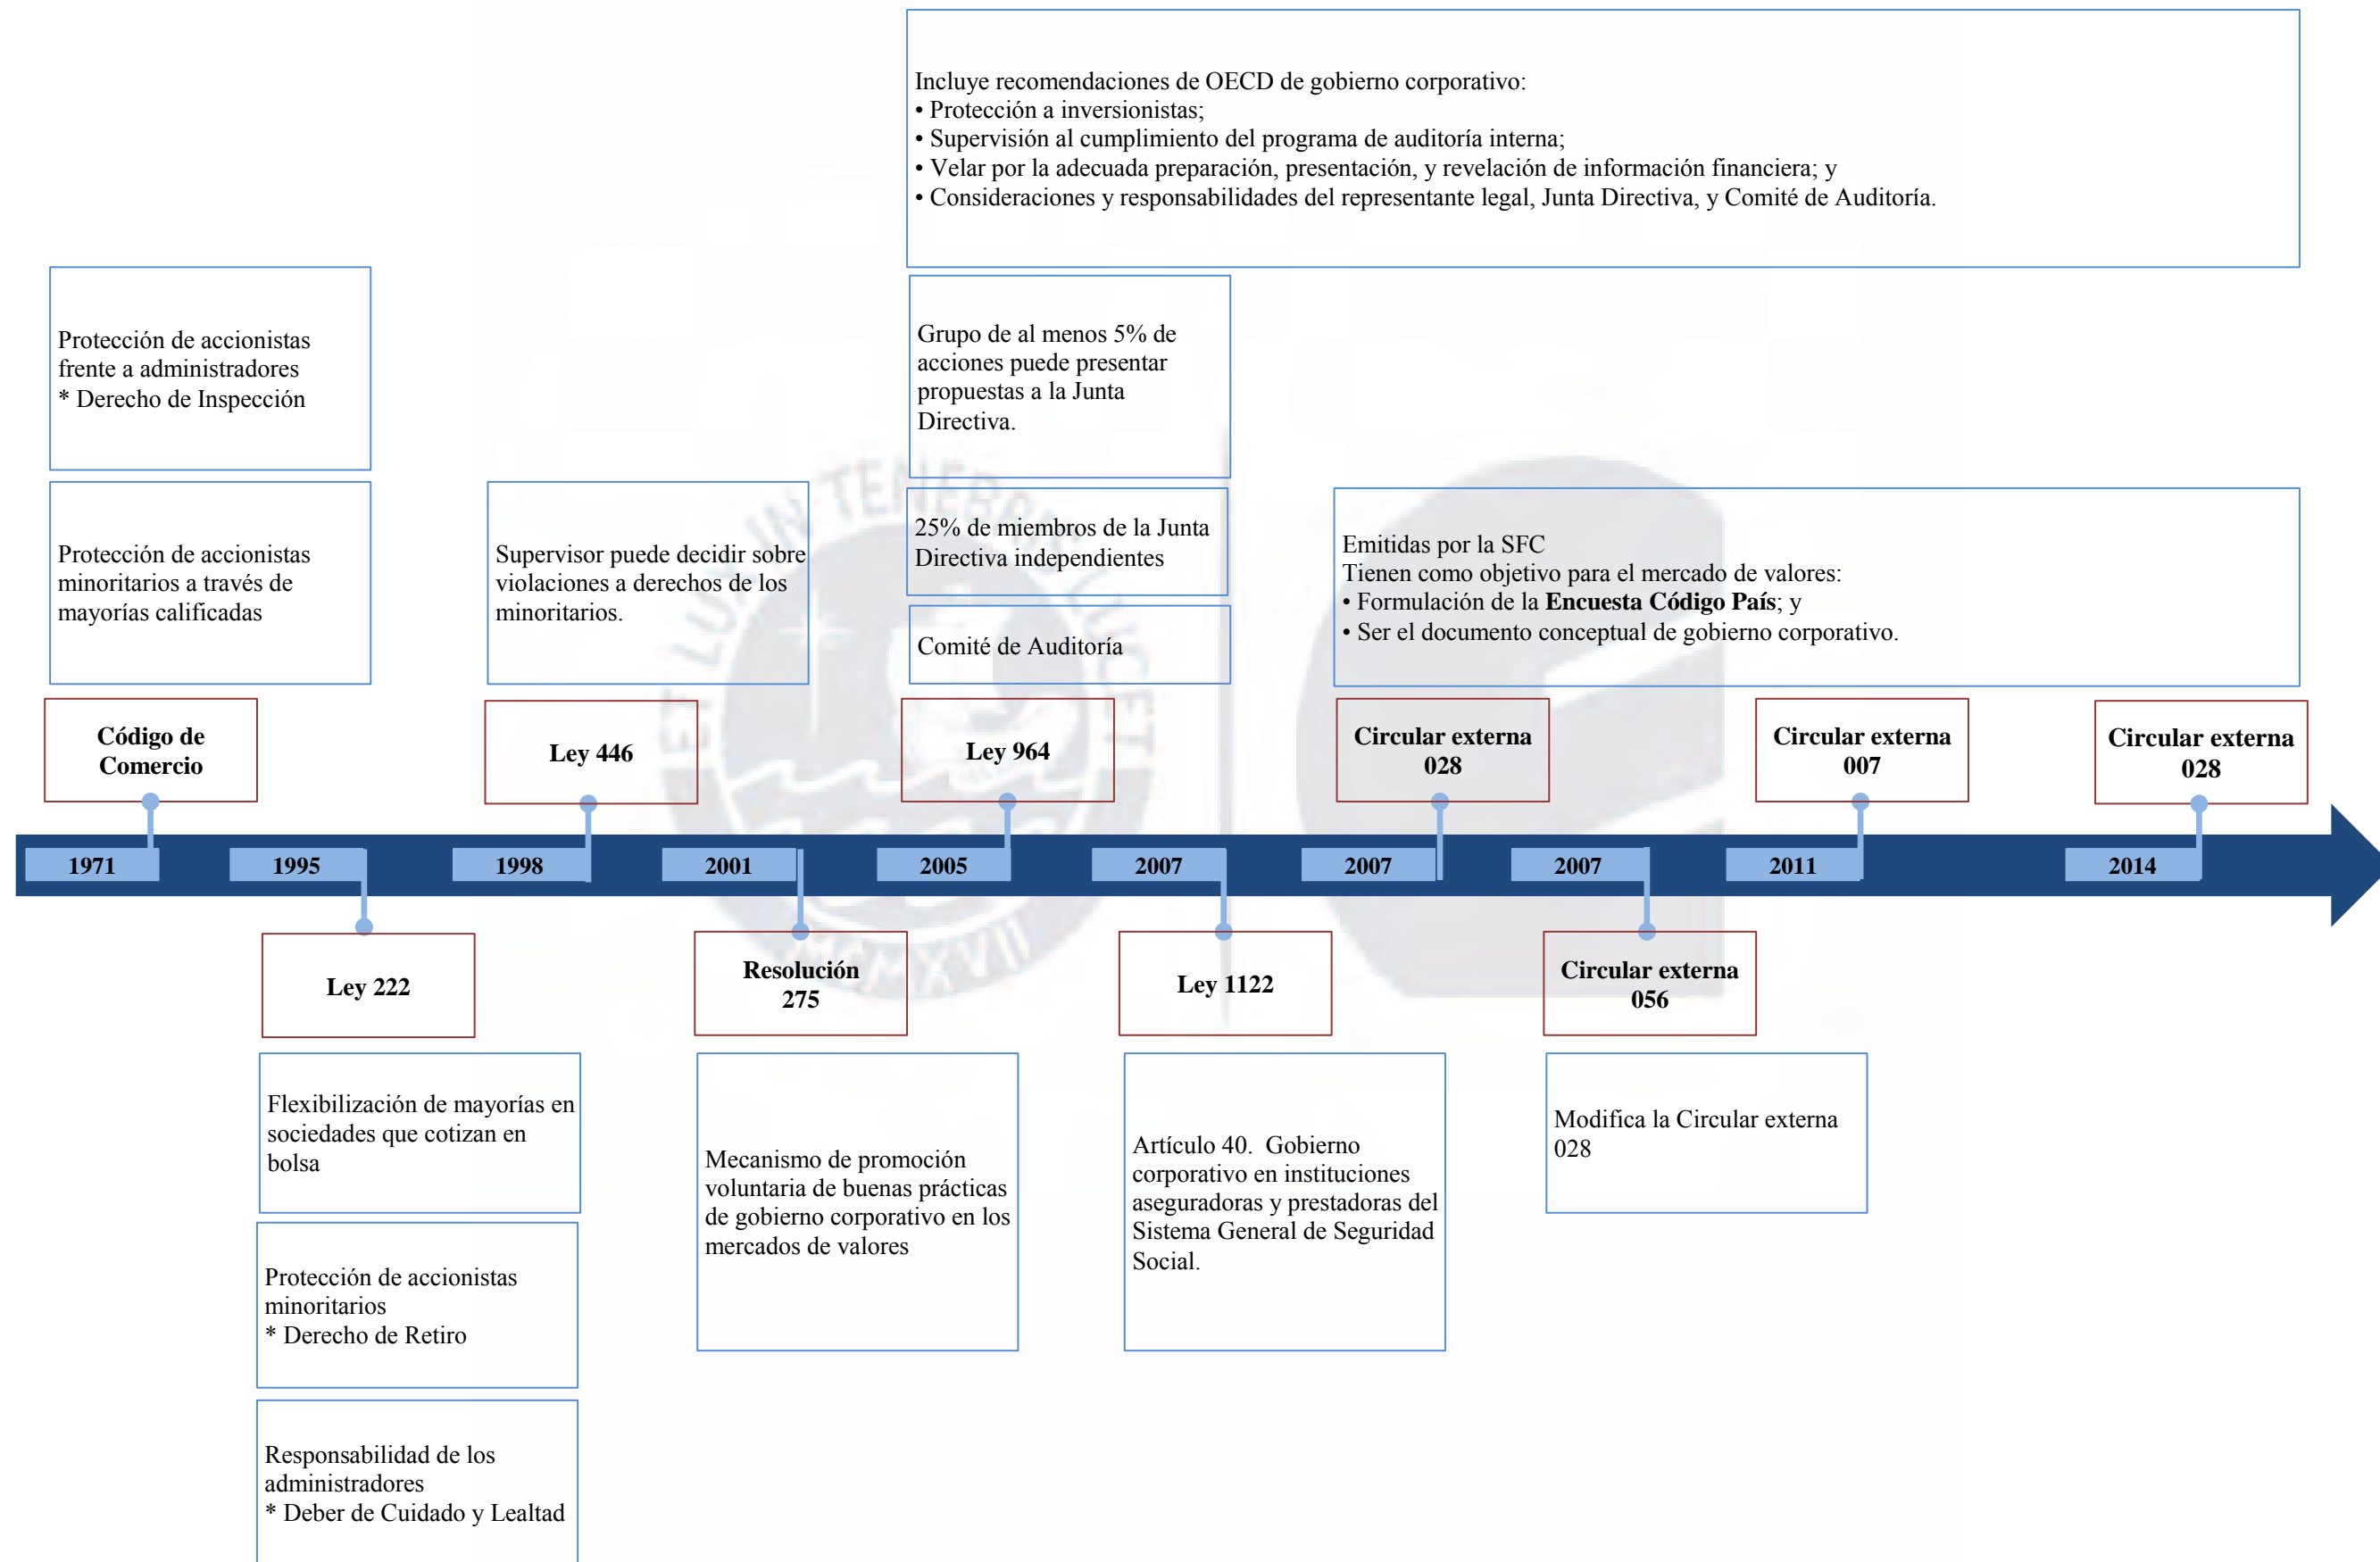 Incluye recomendaciones de OECD de gobierno corporativo:
• Protección a inversionistas;
• Supervisión al cumplimiento del programa de auditoría interna;
• Velar por la adecuada preparación, presentación, y revelación de información financiera; y
• Consideraciones y responsabilidades del representante legal, Junta Directiva, y Comité de Auditoría.
Protección de accionistas
frente a administradores
* Derecho de Inspección
Grupo de al menos 5% de
acciones puede presentar
propuestas a la Junta
Directiva.
Protección de accionistas
minoritarios a través de
mayorías calificadas
Supervisor puede decidir sobre
violaciones a derechos de los
minoritarios.
25% de miembros de la Junta
Directiva independientes
Comité de Auditoría
Emitidas por la SFC
Tienen como objetivo para el mercado de valores:
• Formulación de la Encuesta Código País; y
• Ser el documento conceptual de gobierno corporativo.
Código de
Comercio
Ley 446
Ley 964
Circular externa
028
Circular externa
007
Circular externa
028
1971
1995
1998
2001
2005
2007
2007
2007
2011
2014
Ley 222
Resolución
275
Ley 1122
Circular externa
056
Flexibilización de mayorías en
sociedades que cotizan en
bolsa
Protección de accionistas
minoritarios
* Derecho de Retiro
Responsabilidad de los
administradores
* Deber de Cuidado y Lealtad
Mecanismo de promoción
voluntaria de buenas prácticas
de gobierno corporativo en los
mercados de valores
Artículo 40.  Gobierno
corporativo en instituciones
aseguradoras y prestadoras del
Sistema General de Seguridad
Social.
Modifica la Circular externa
028
ET LUX IN TENEBRIS LUCET
MCMXVII